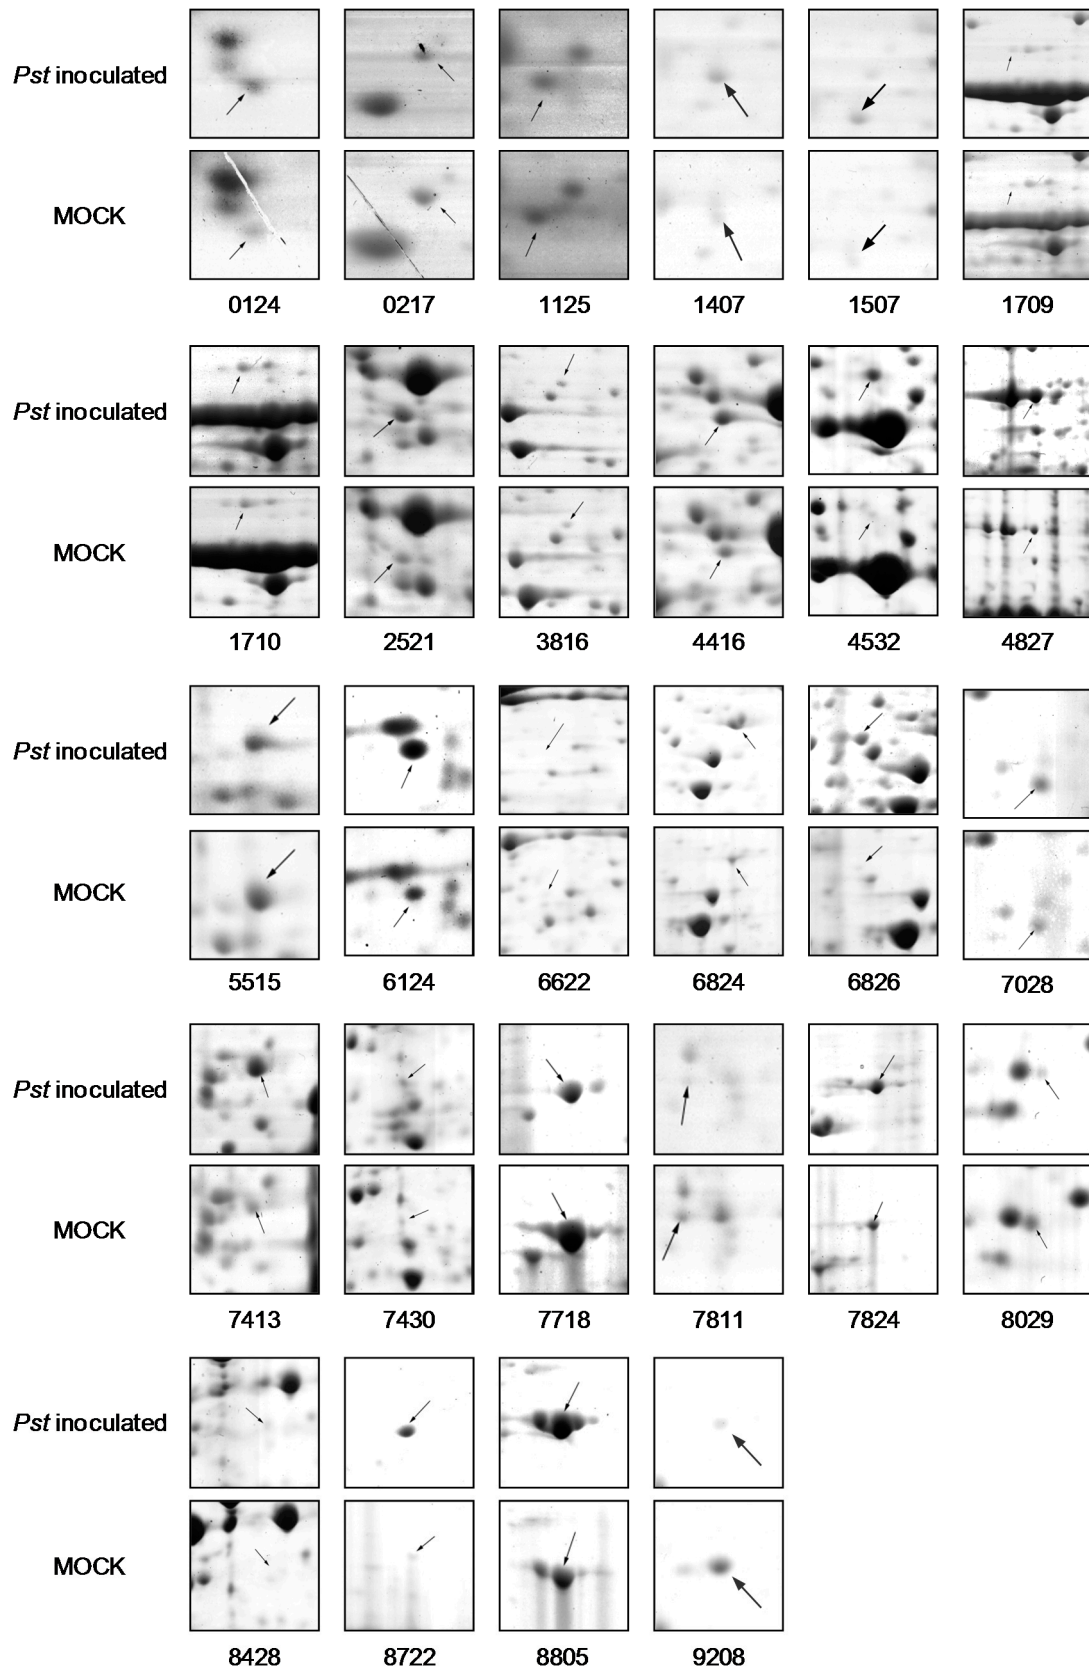 Pst inoculated
MOCK
0124 0217 1125 1407 1507 1709
Pst inoculated
MOCK
1710 2521 3816 4416 4532 4827
Pst inoculated
MOCK
5515 6124 6622 6824 6826 7028
Pst inoculated
MOCK
7413 7430 7718 7811 7824 8029
Pst inoculated
MOCK
8428 8722 8805 9208